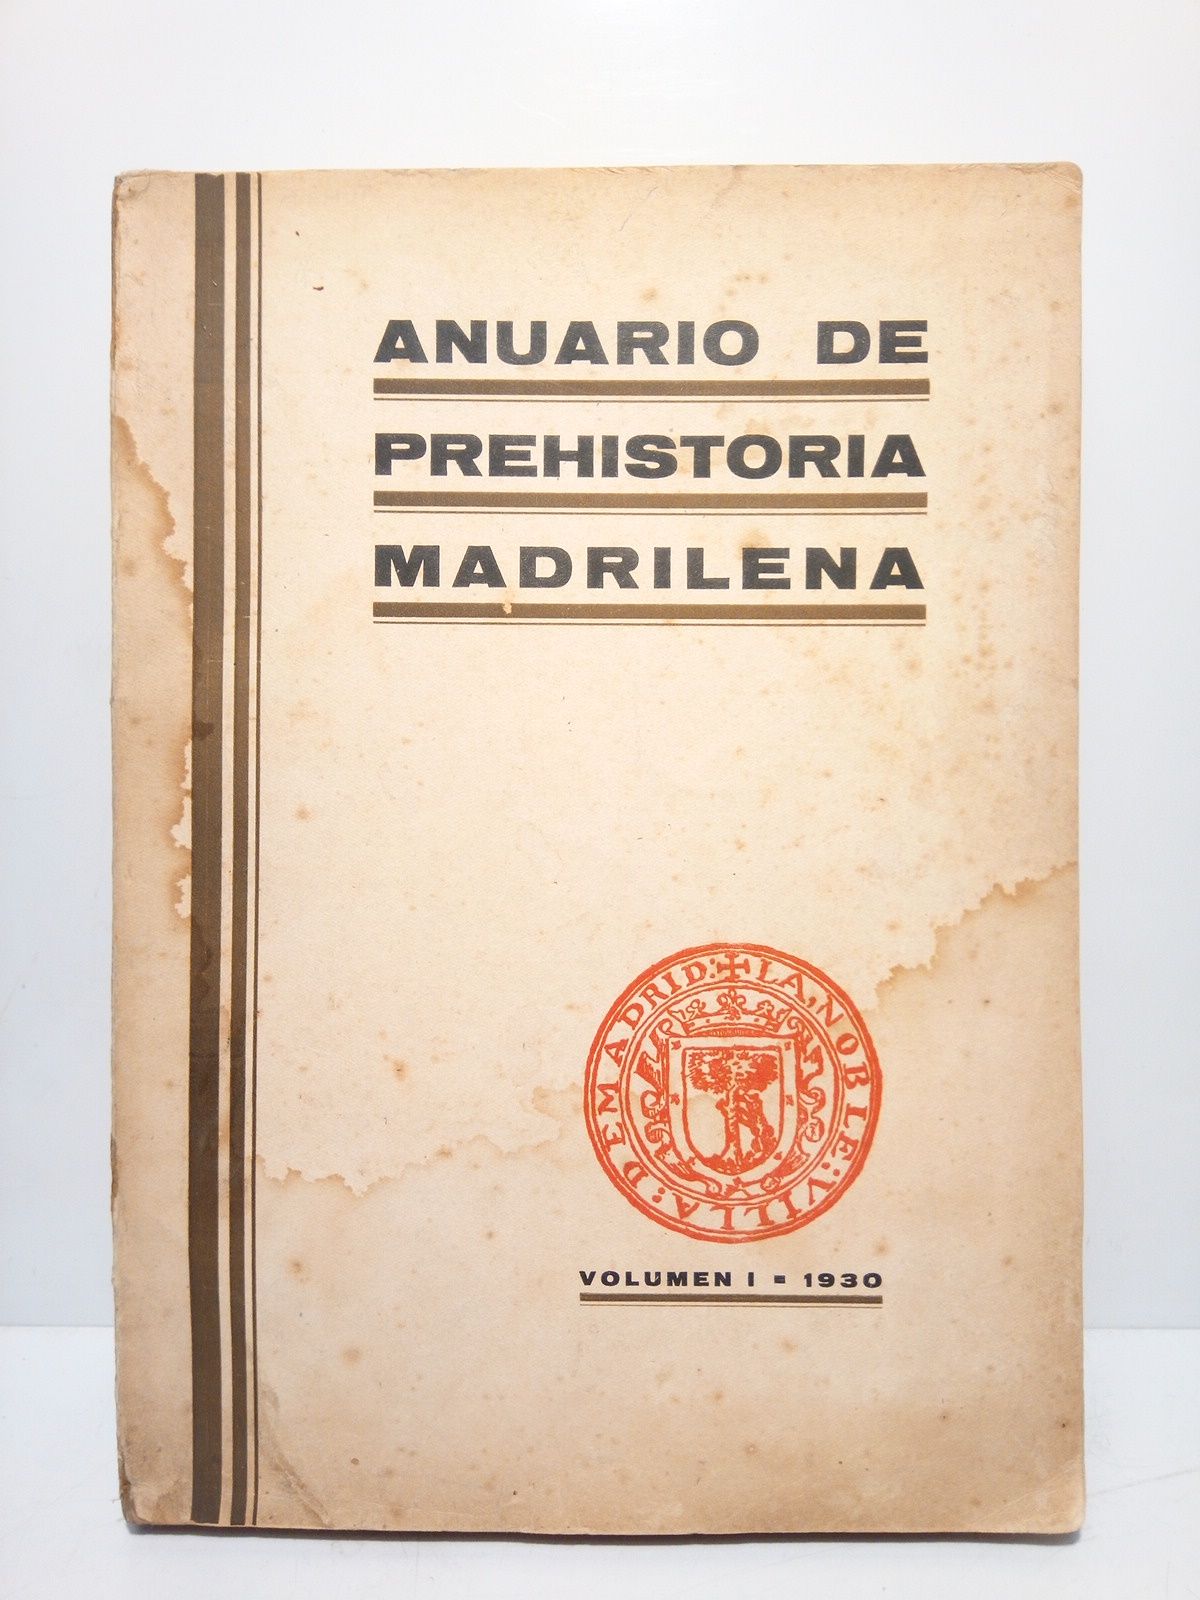 ANUARIO DE
PREHISTORIA
MADRILENA
✠ LA, NOBLE: VILLA: DE MADRID:
VOLUMEN I = 1930